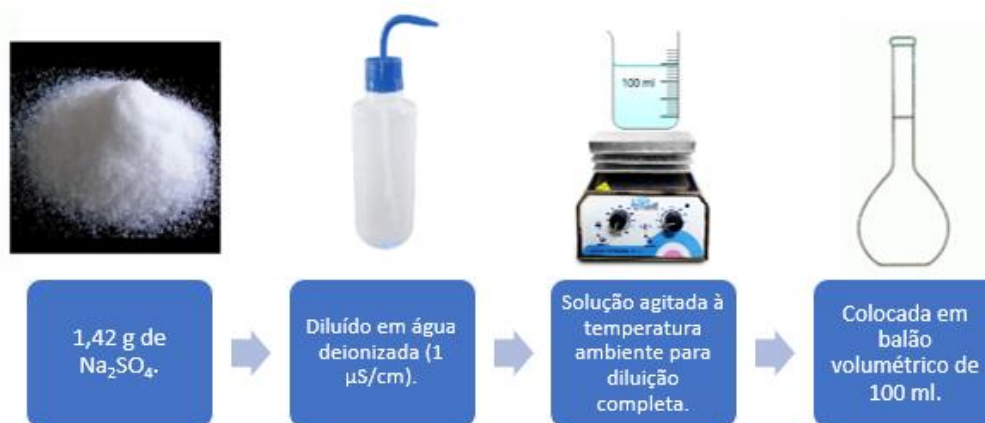 100 ml
1,42 g de
Na₂SO₄.
Diluído em água
deionizada (1
µS/cm).
Solução agitada à
temperatura
ambiente para
diluição
completa.
Colocada em
balão
volumétrico de
100 ml.